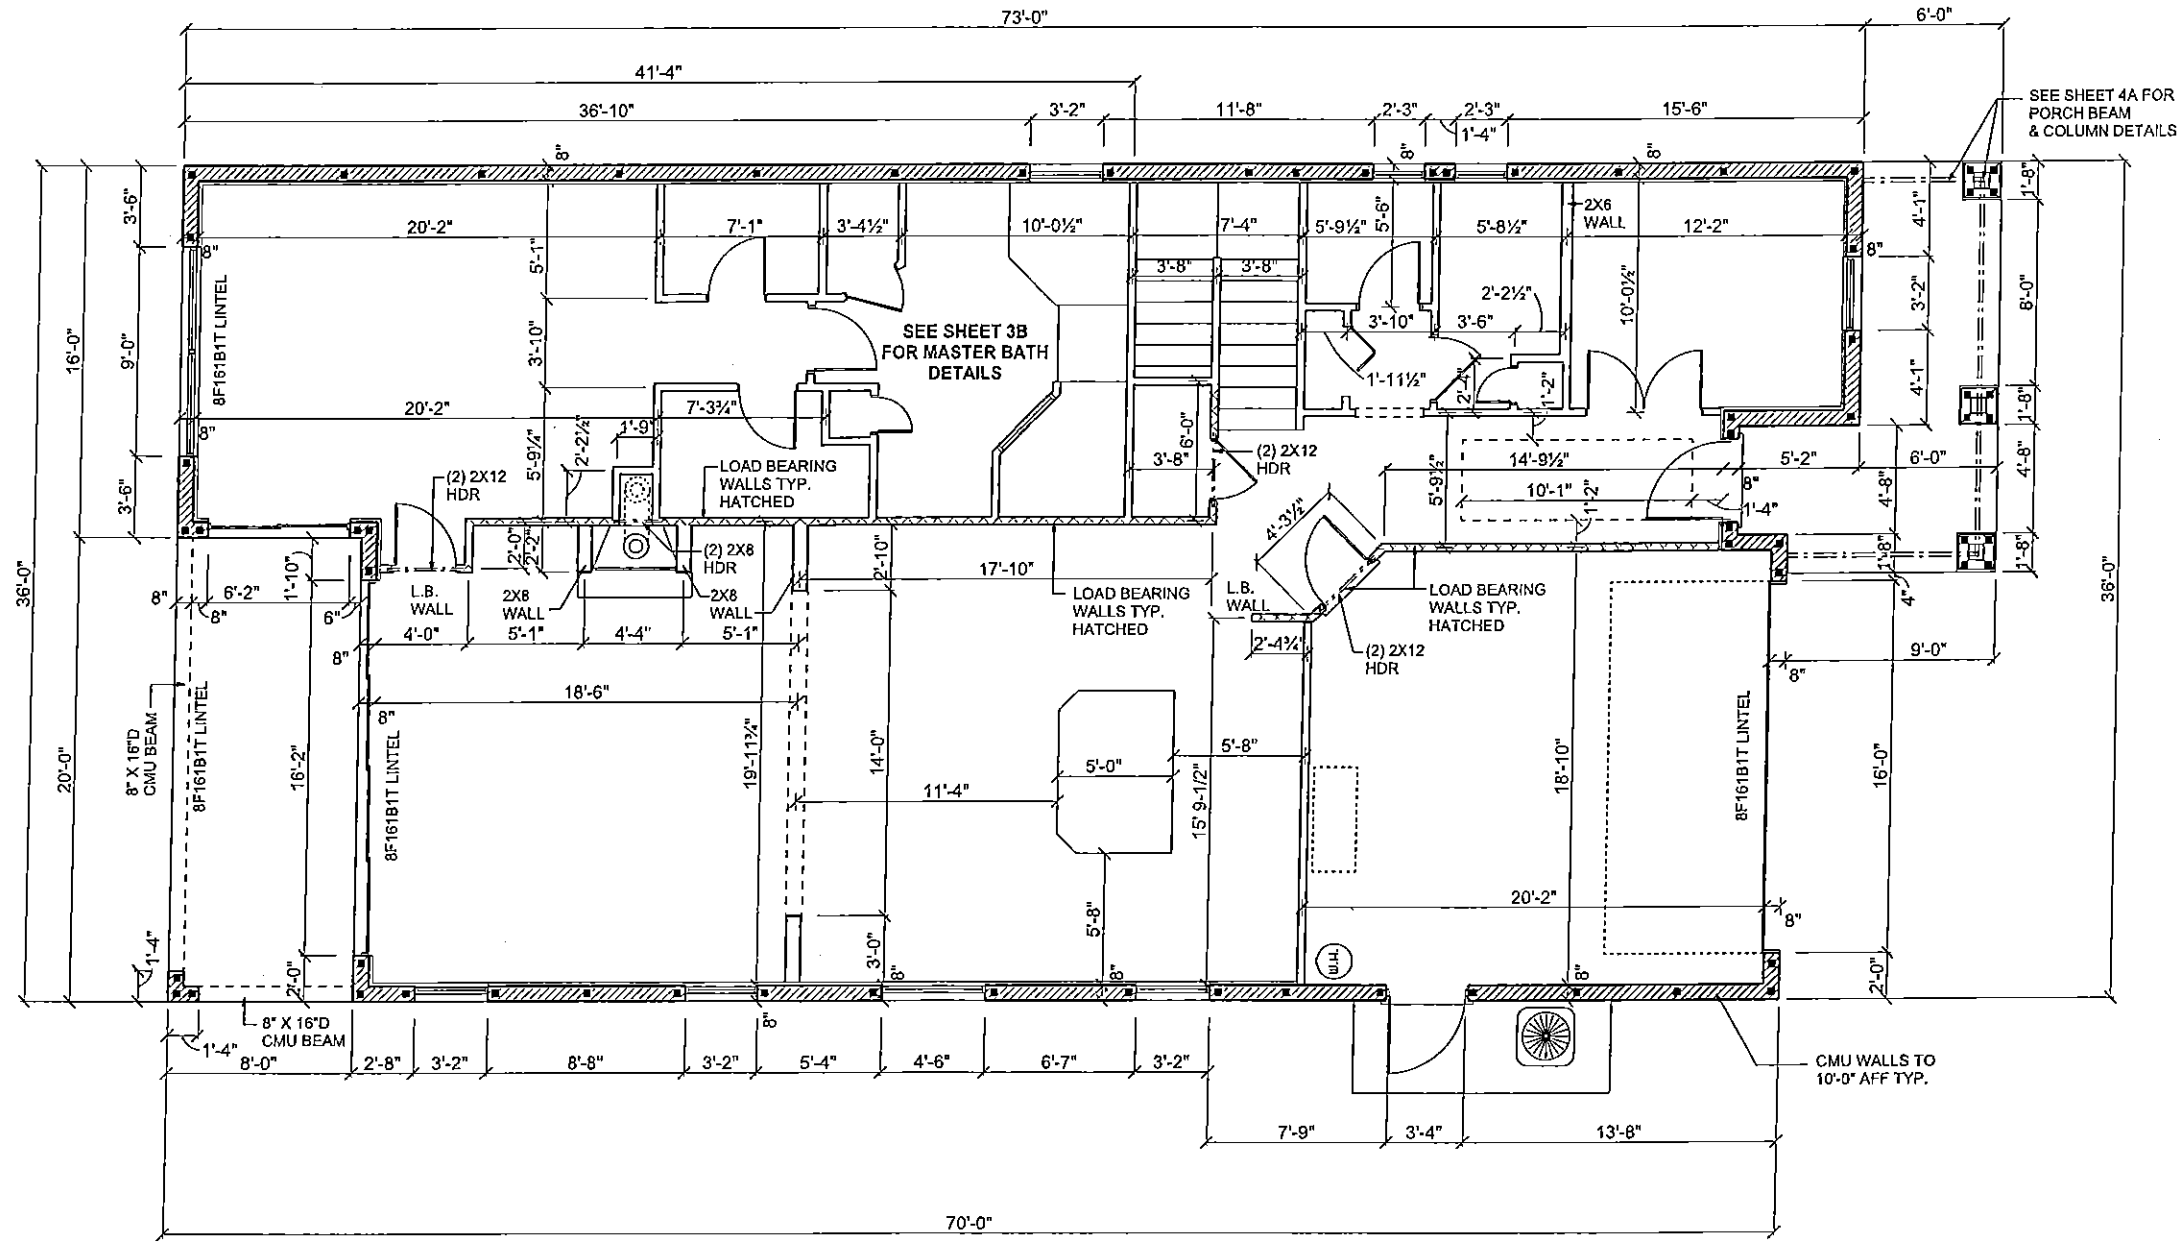 73'-0"
6'-0"
41'-4"
36'-10"
3'-2"
11'-8"
2'-3"
2'-3"
1'-4"
15'-6"
SEE SHEET 4A FOR
PORCH BEAM
& COLUMN DETAILS
8"
8"
8"
36'-0"
16'-0"
3'-6"
9'-0"
3'-6"
8"
8F161B1T LINTEL
20'-2"
5'-1"
3'-10"
7'-1"
3'-4½"
10'-0½"
7'-4"
5'-9½"
5'-6"
5'-8½"
2X6
WALL
12'-2"
8"
4'-1"
3'-2"
4'-1"
1'-8"
8'-0"
1'-8"
4'-8"
1'-8"
36'-0"
3'-8"
3'-8"
2'-2½"
10'-0½"
SEE SHEET 3B
FOR MASTER BATH
DETAILS
3'-10"
3'-6"
1'-11½"
2'-4"
1'-2"
20'-2"
8"
7'-3¾"
1'-9"
2'-2½"
5'-9¼"
6'-0"
3'-8"
(2) 2X12
HDR
5'-9½"
14'-9½"
5'-2"
6'-0"
8"
10'-1"
1'-2"
1'-4"
4'-8"
1'-8"
(2) 2X12
HDR
LOAD BEARING
WALLS TYP.
HATCHED
4'-3½"
2'-0"
2'-2"
(2) 2X8
HDR
2'-10"
17'-10"
1'-10"
8"
6'-2"
8"
6"
L.B.
WALL
2X8
WALL
2X8
WALL
LOAD BEARING
WALLS TYP.
HATCHED
L.B.
WALL
LOAD BEARING
WALLS TYP.
HATCHED
4"
4'-0"
5'-1"
4'-4"
5'-1"
8"
2'-4¾"
(2) 2X12
HDR
9'-0"
8"
20'-0"
8" X 16"D
CMU BEAM
8F161B1T LINTEL
18'-6"
8"
8F161B1T LINTEL
16'-2"
19'-11¾"
14'-0"
11'-4"
5'-0"
5'-8"
15' 9-1/2"
18'-10"
8F161B1T LINTEL
16'-0"
20'-2"
8"
5'-8"
3'-0"
8"
8"
8"
W.H.
1'-4"
2'-0"
2'-0"
8" X 16"D
CMU BEAM
1'-4"
8"
8'-0"
2'-8"
3'-2"
8'-8"
3'-2"
5'-4"
4'-6"
6'-7"
3'-2"
CMU WALLS TO
10'-0" AFF TYP.
7'-9"
3'-4"
13'-8"
70'-0"